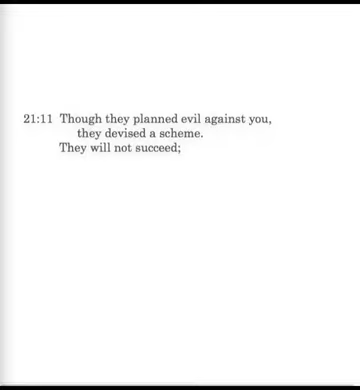 21:11 Though they planned evil against you,
they devised a scheme.
They will not succeed;